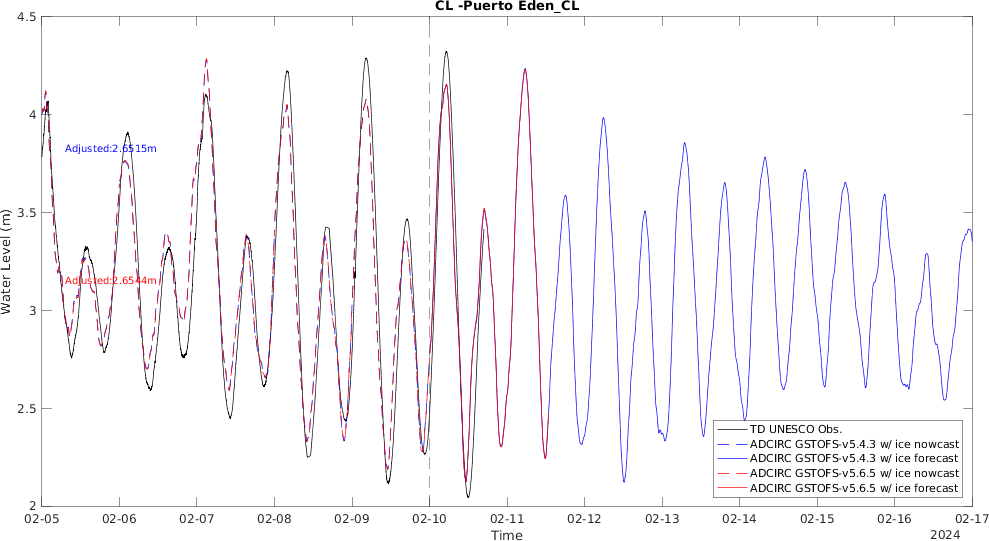 CL -Puerto Eden_CL
4.5
4
3.5
3
2.5
2
Water Level (m)
Adjusted:2.6515m
Adjusted:2.6544m
TD UNESCO Obs.
ADCIRC GSTOFS-v5.4.3 w/ ice nowcast
ADCIRC GSTOFS-v5.4.3 w/ ice forecast
ADCIRC GSTOFS-v5.6.5 w/ ice nowcast
ADCIRC GSTOFS-v5.6.5 w/ ice forecast
02-05 02-06 02-07 02-08 02-09 02-10 02-11 02-12 02-13 02-14 02-15 02-16 02-17
Time
2024